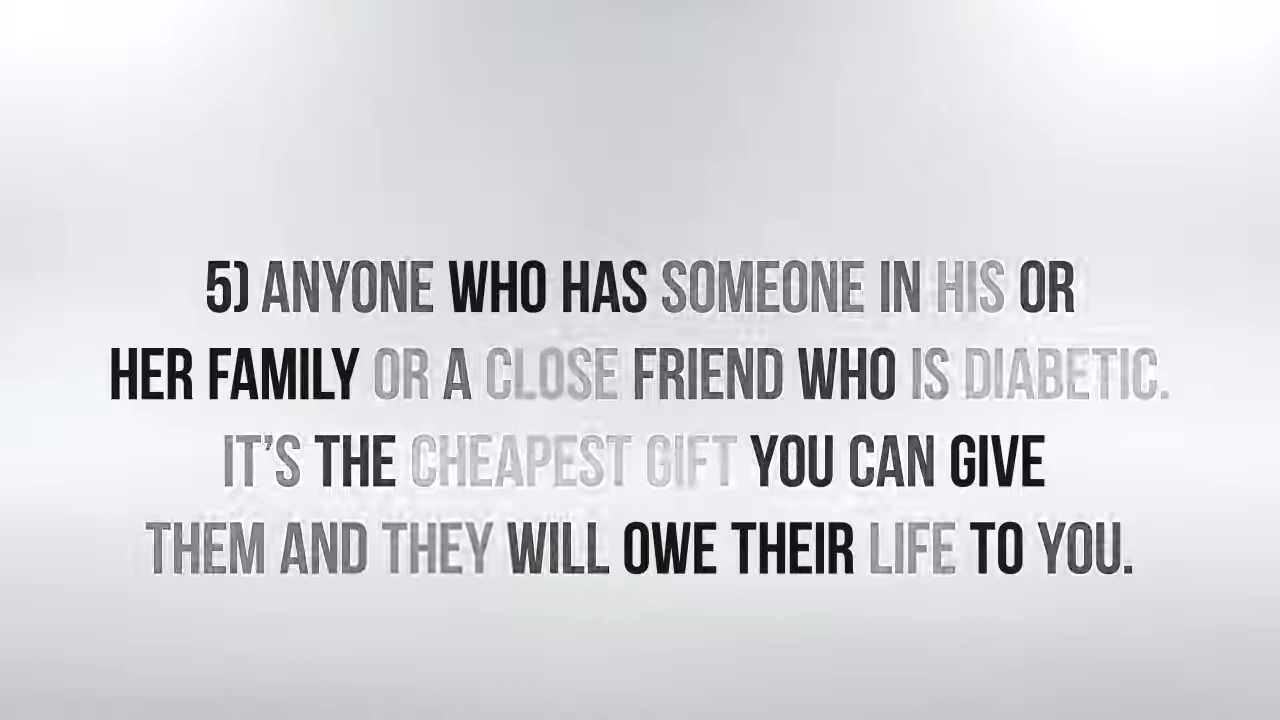 5) ANYONE WHO HAS SOMEONE IN HIS OR
HER FAMILY OR A CLOSE FRIEND WHO IS DIABETIC.
IT'S THE CHEAPEST GIFT YOU CAN GIVE
THEM AND THEY WILL OWE THEIR LIFE TO YOU.